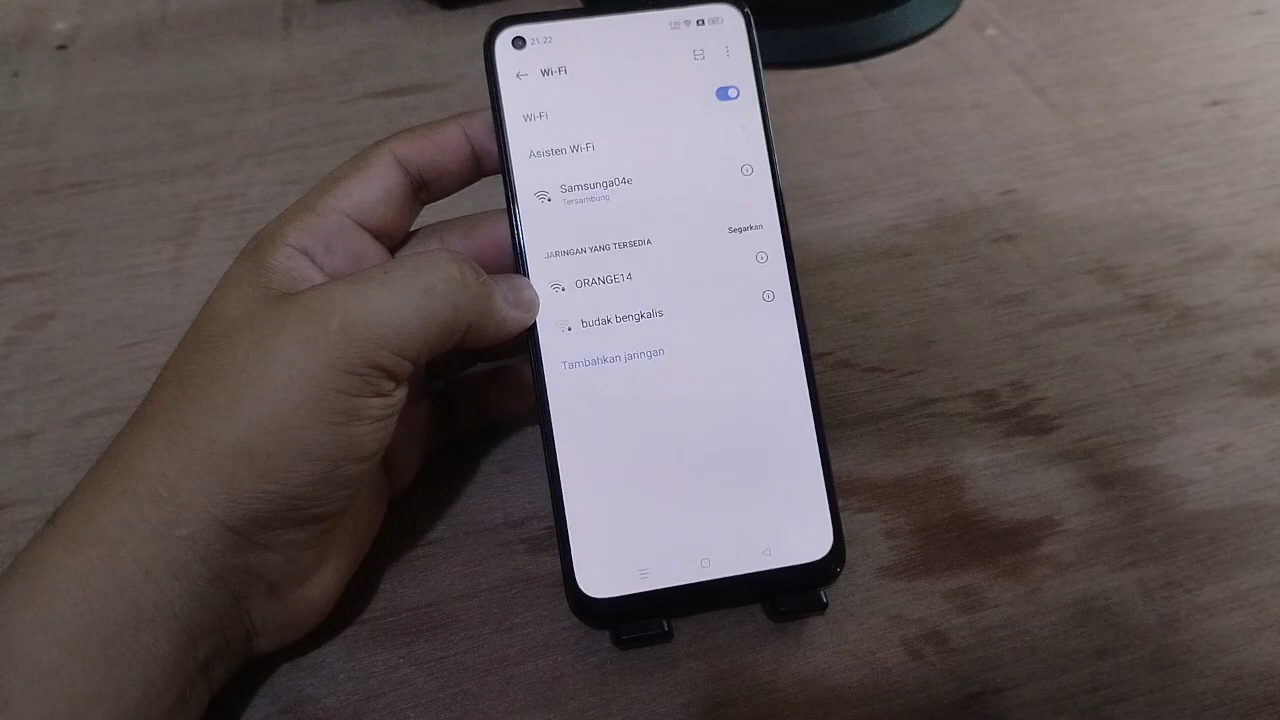 21.22
Wi-Fi
Wi-Fi
Asisten Wi-Fi
Samsunga04e
Tersambung
JARINGAN YANG TERSEDIA
Segarkan
ORANGE14
budak bengkalis
Tambahkan jaringan